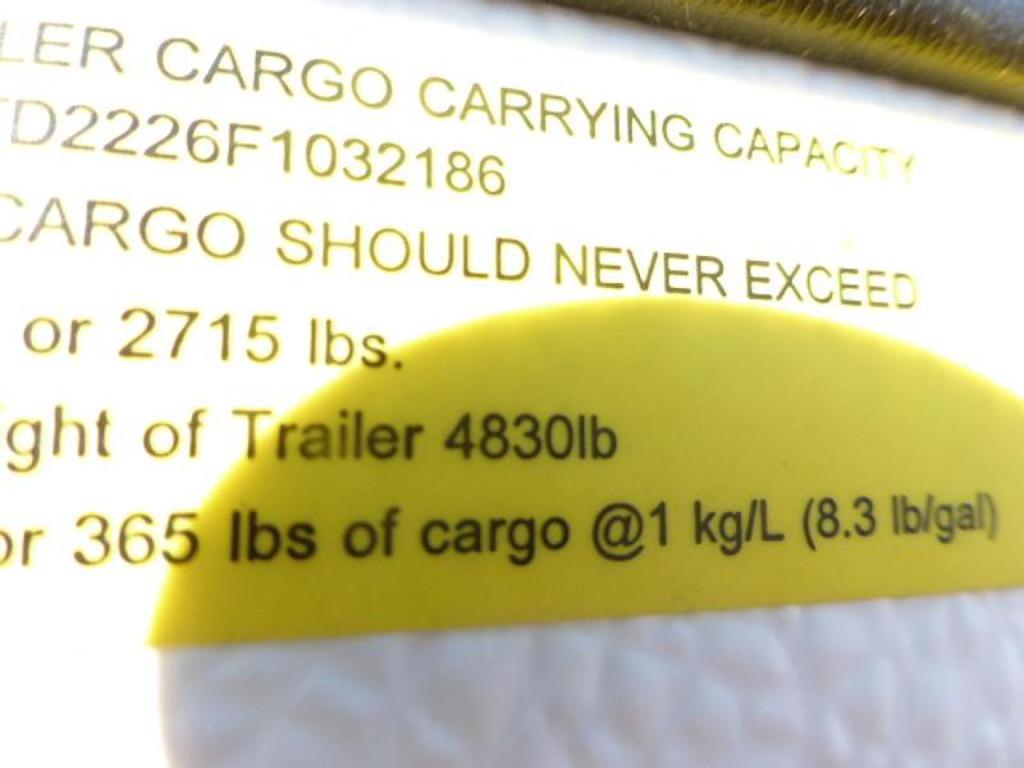 LER CARGO CARRYING CAPACITY
D2226F1032186
CARGO SHOULD NEVER EXCEED
or 2715 lbs.
ght of Trailer 4830lb
or 365 lbs of cargo @1 kg/L (8.3 lb/gal)